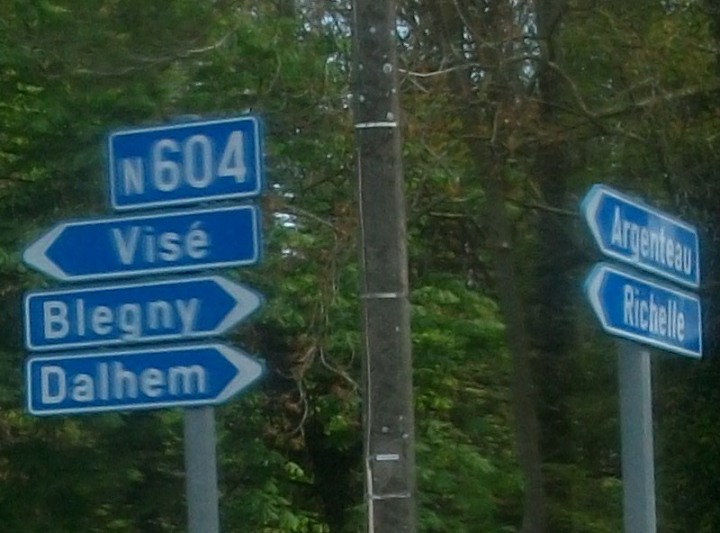 N604
Visé
Blegny
Dalhem
Argenteau
Richelle